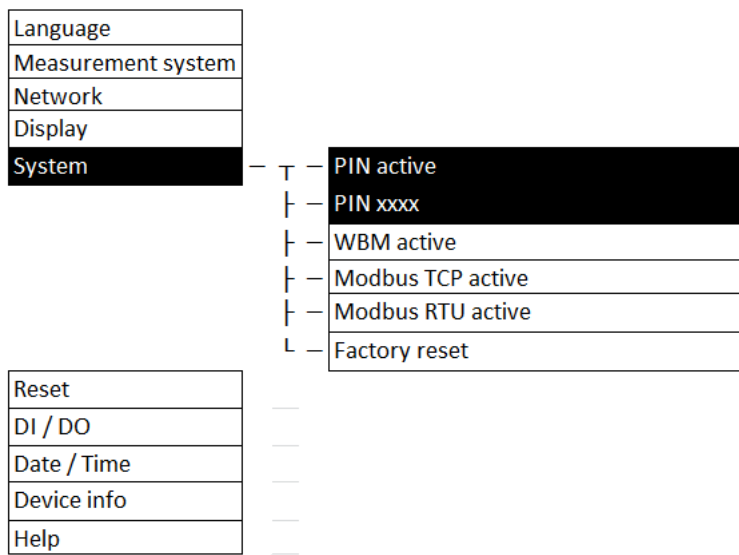 Language
Measurement system
Network
Display
System
PIN active
PIN xxxx
WBM active
Modbus TCP active
Modbus RTU active
Factory reset
Reset
DI / DO
Date / Time
Device info
Help